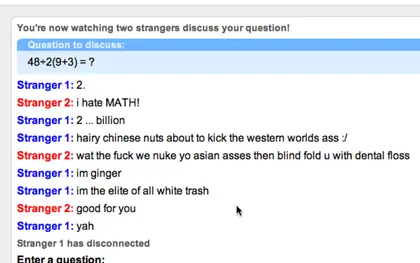 You're now watching two strangers discuss your question!
Question to discuss:
48÷2(9+3) = ?
Stranger 1: 2.
Stranger 2: i hate MATH!
Stranger 1: 2 ... billion
Stranger 1: hairy chinese nuts about to kick the western worlds ass :/
Stranger 2: wat the fuck we nuke yo asian asses then blind fold u with dental floss
Stranger 1: im ginger
Stranger 1: im the elite of all white trash
Stranger 2: good for you
Stranger 1: yah
Stranger 1 has disconnected
Enter a question: